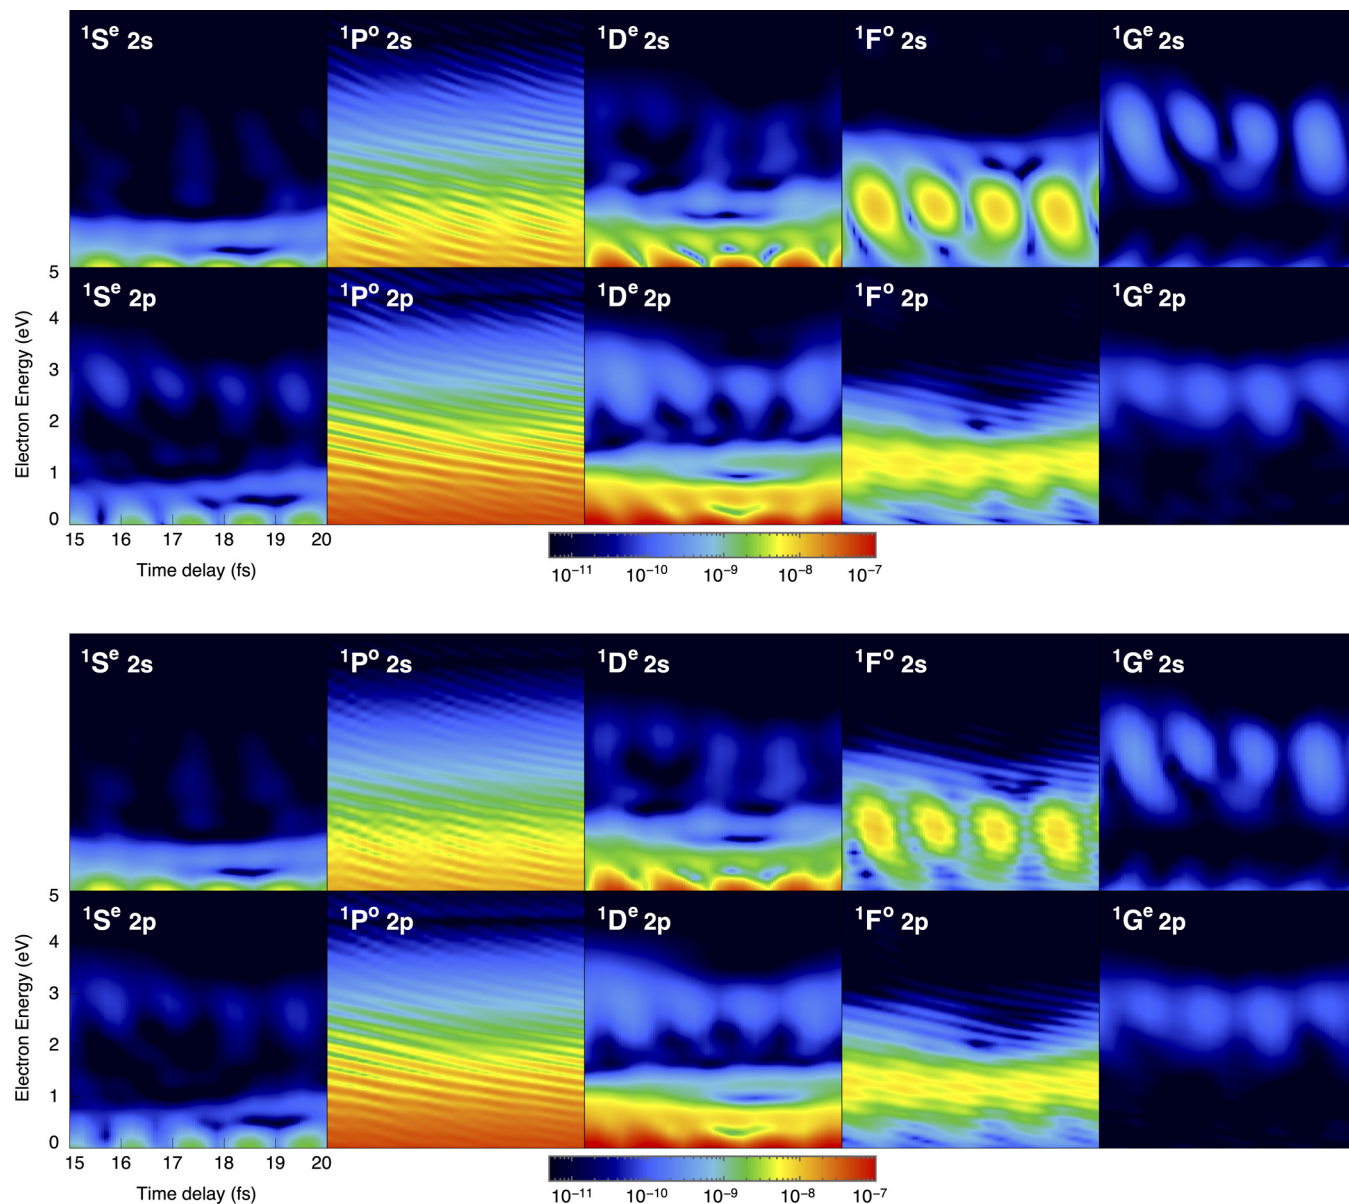 ¹Sᵉ 2s ¹Pᵒ 2s ¹Dᵉ 2s ¹Fᵒ 2s ¹Gᵉ 2s
¹Sᵉ 2p ¹Pᵒ 2p ¹Dᵉ 2p ¹Fᵒ 2p ¹Gᵉ 2p
Electron Energy (eV)
5
4
3
2
1
0
15 16 17 18 19 20
Time delay (fs)
10⁻¹¹ 10⁻¹⁰ 10⁻⁹ 10⁻⁸ 10⁻⁷
¹Sᵉ 2s ¹Pᵒ 2s ¹Dᵉ 2s ¹Fᵒ 2s ¹Gᵉ 2s
¹Sᵉ 2p ¹Pᵒ 2p ¹Dᵉ 2p ¹Fᵒ 2p ¹Gᵉ 2p
Electron Energy (eV)
5
4
3
2
1
0
15 16 17 18 19 20
Time delay (fs)
10⁻¹¹ 10⁻¹⁰ 10⁻⁹ 10⁻⁸ 10⁻⁷